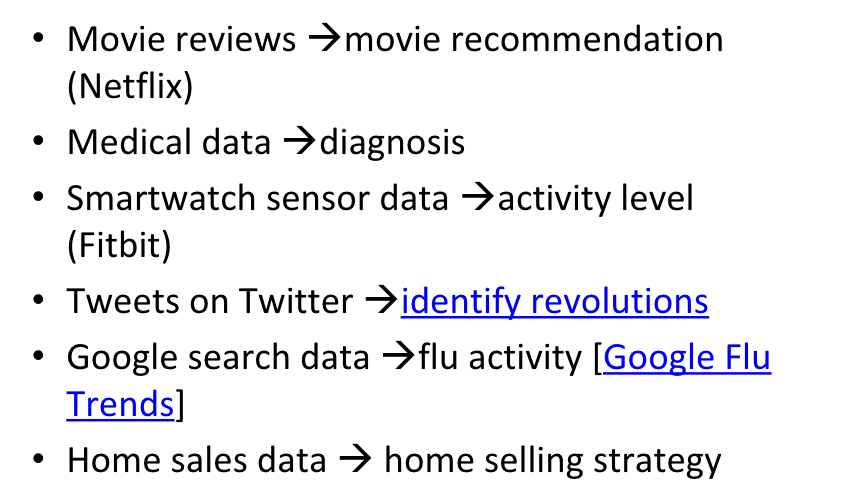 • Movie reviews →movie recommendation
(Netflix)
• Medical data →diagnosis
• Smartwatch sensor data →activity level
(Fitbit)
• Tweets on Twitter →identify revolutions
• Google search data →flu activity [Google Flu
Trends]
• Home sales data → home selling strategy